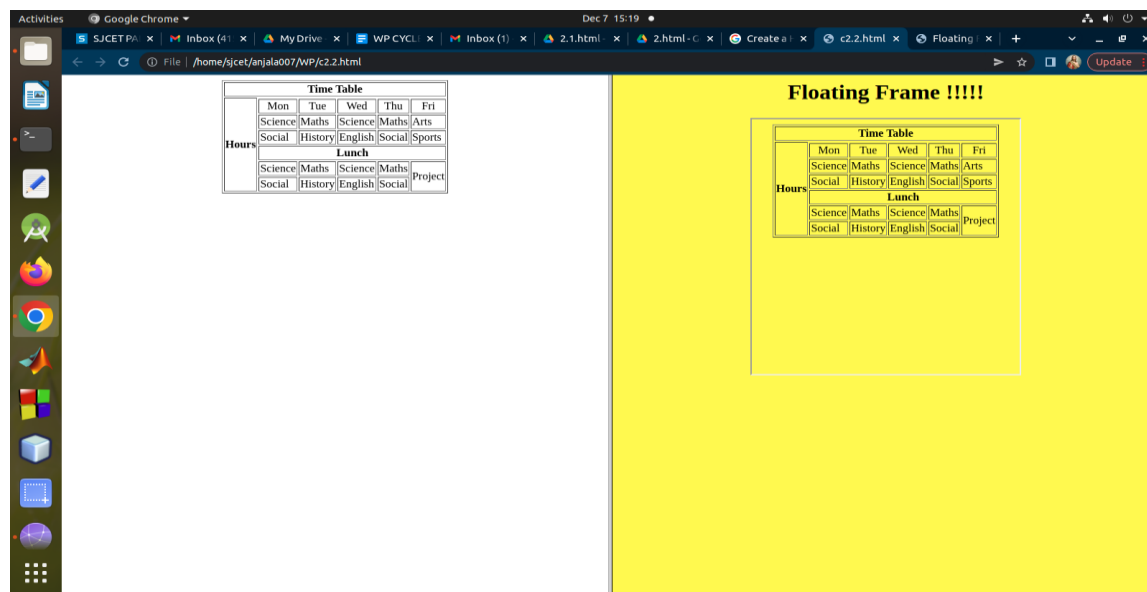 Activities Google Chrome Dec 7 15:19
S SJCET PA Inbox (41 My Drive - WP CYCL Inbox (1) 2.1.html - 2.html - G Create a H c2.2.html Floating
File /home/sjcet/anjala007/WP/c2.2.html Update
Time Table
Hours
Mon Tue Wed Thu Fri
Science Maths Science Maths Arts
Social History English Social Sports
Lunch
Science Maths Science Maths Project
Social History English Social
Floating Frame !!!!!
Time Table
Hours
Mon Tue Wed Thu Fri
Science Maths Science Maths Arts
Social History English Social Sports
Lunch
Science Maths Science Maths Project
Social History English Social